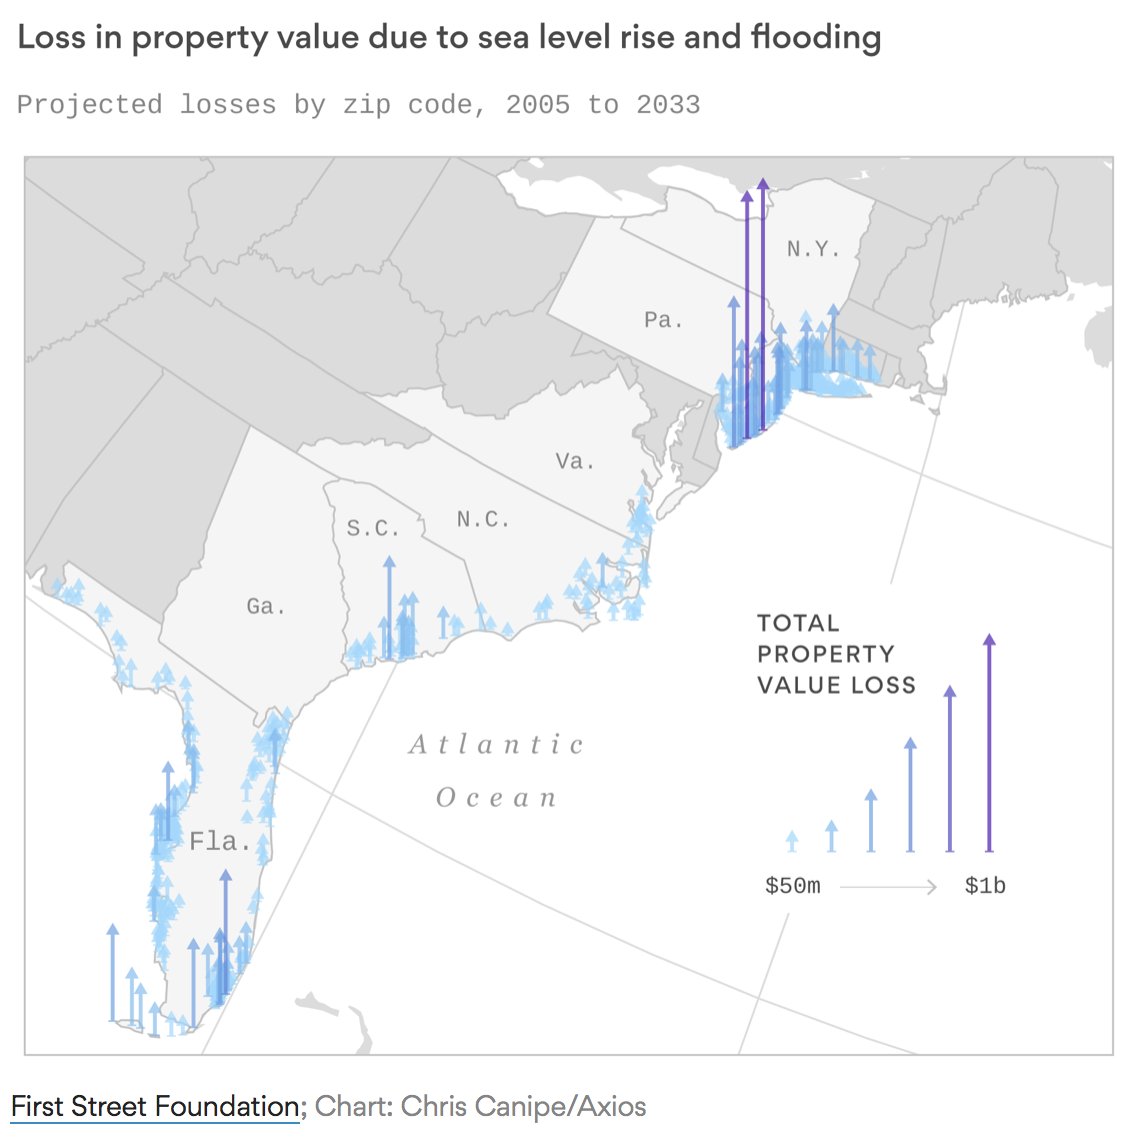 Loss in property value due to sea level rise and flooding
Projected losses by zip code, 2005 to 2033
N.Y.
Pa.
Va.
N.C.
S.C.
Ga.
TOTAL
PROPERTY
VALUE LOSS
Atlantic
Ocean
Fla.
$50m
$1b
First Street Foundation; Chart: Chris Canipe/Axios